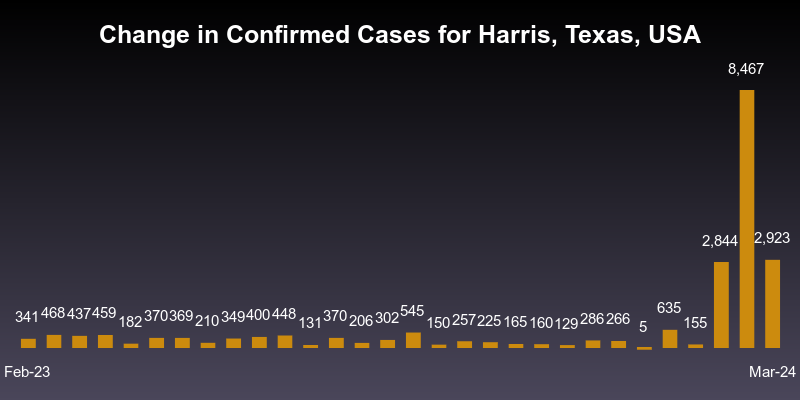 Change in Confirmed Cases for Harris, Texas, USA
8,467
2,844 2,923
341 468 437 459 182 370 369 210 349 400 448 131 370 206 302 545 150 257 225 165 160 129 286 266 5 635 155
Feb-23 Mar-24